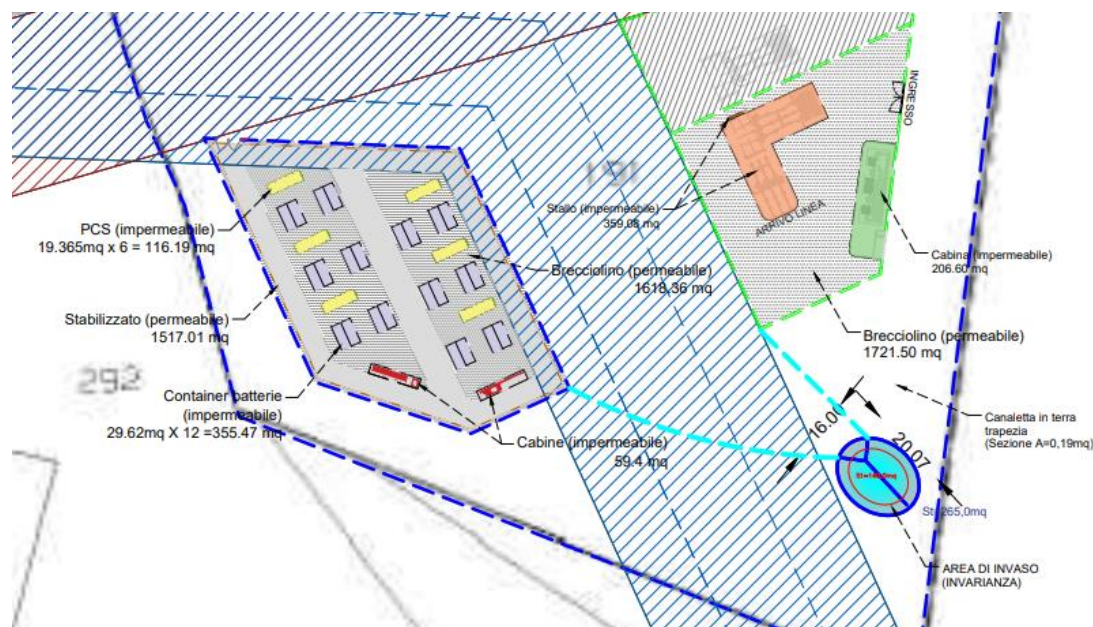 INGRESSO
191
PCS (impermeabile)
19.365mq x 6 = 116.19 mq
Stallo (impermeabile)
359.08 mq
ARRIVO LINEA
Cabina (impermeabile)
206.60 mq
Brecciolino (permeabile)
1618.36 mq
Stabilizzato (permeabile)
1517.01 mq
Brecciolino (permeabile)
1721.50 mq
292
Container batterie
(impermeabile)
29.62mq X 12 =355.47 mq
Cabine (impermeabile)
59.4 mq
16.00
20.07
Canaletta in terra
trapezia
(Sezione A=0,19mq)
265,0mq
AREA DI INVASO
(INVARIANZA)